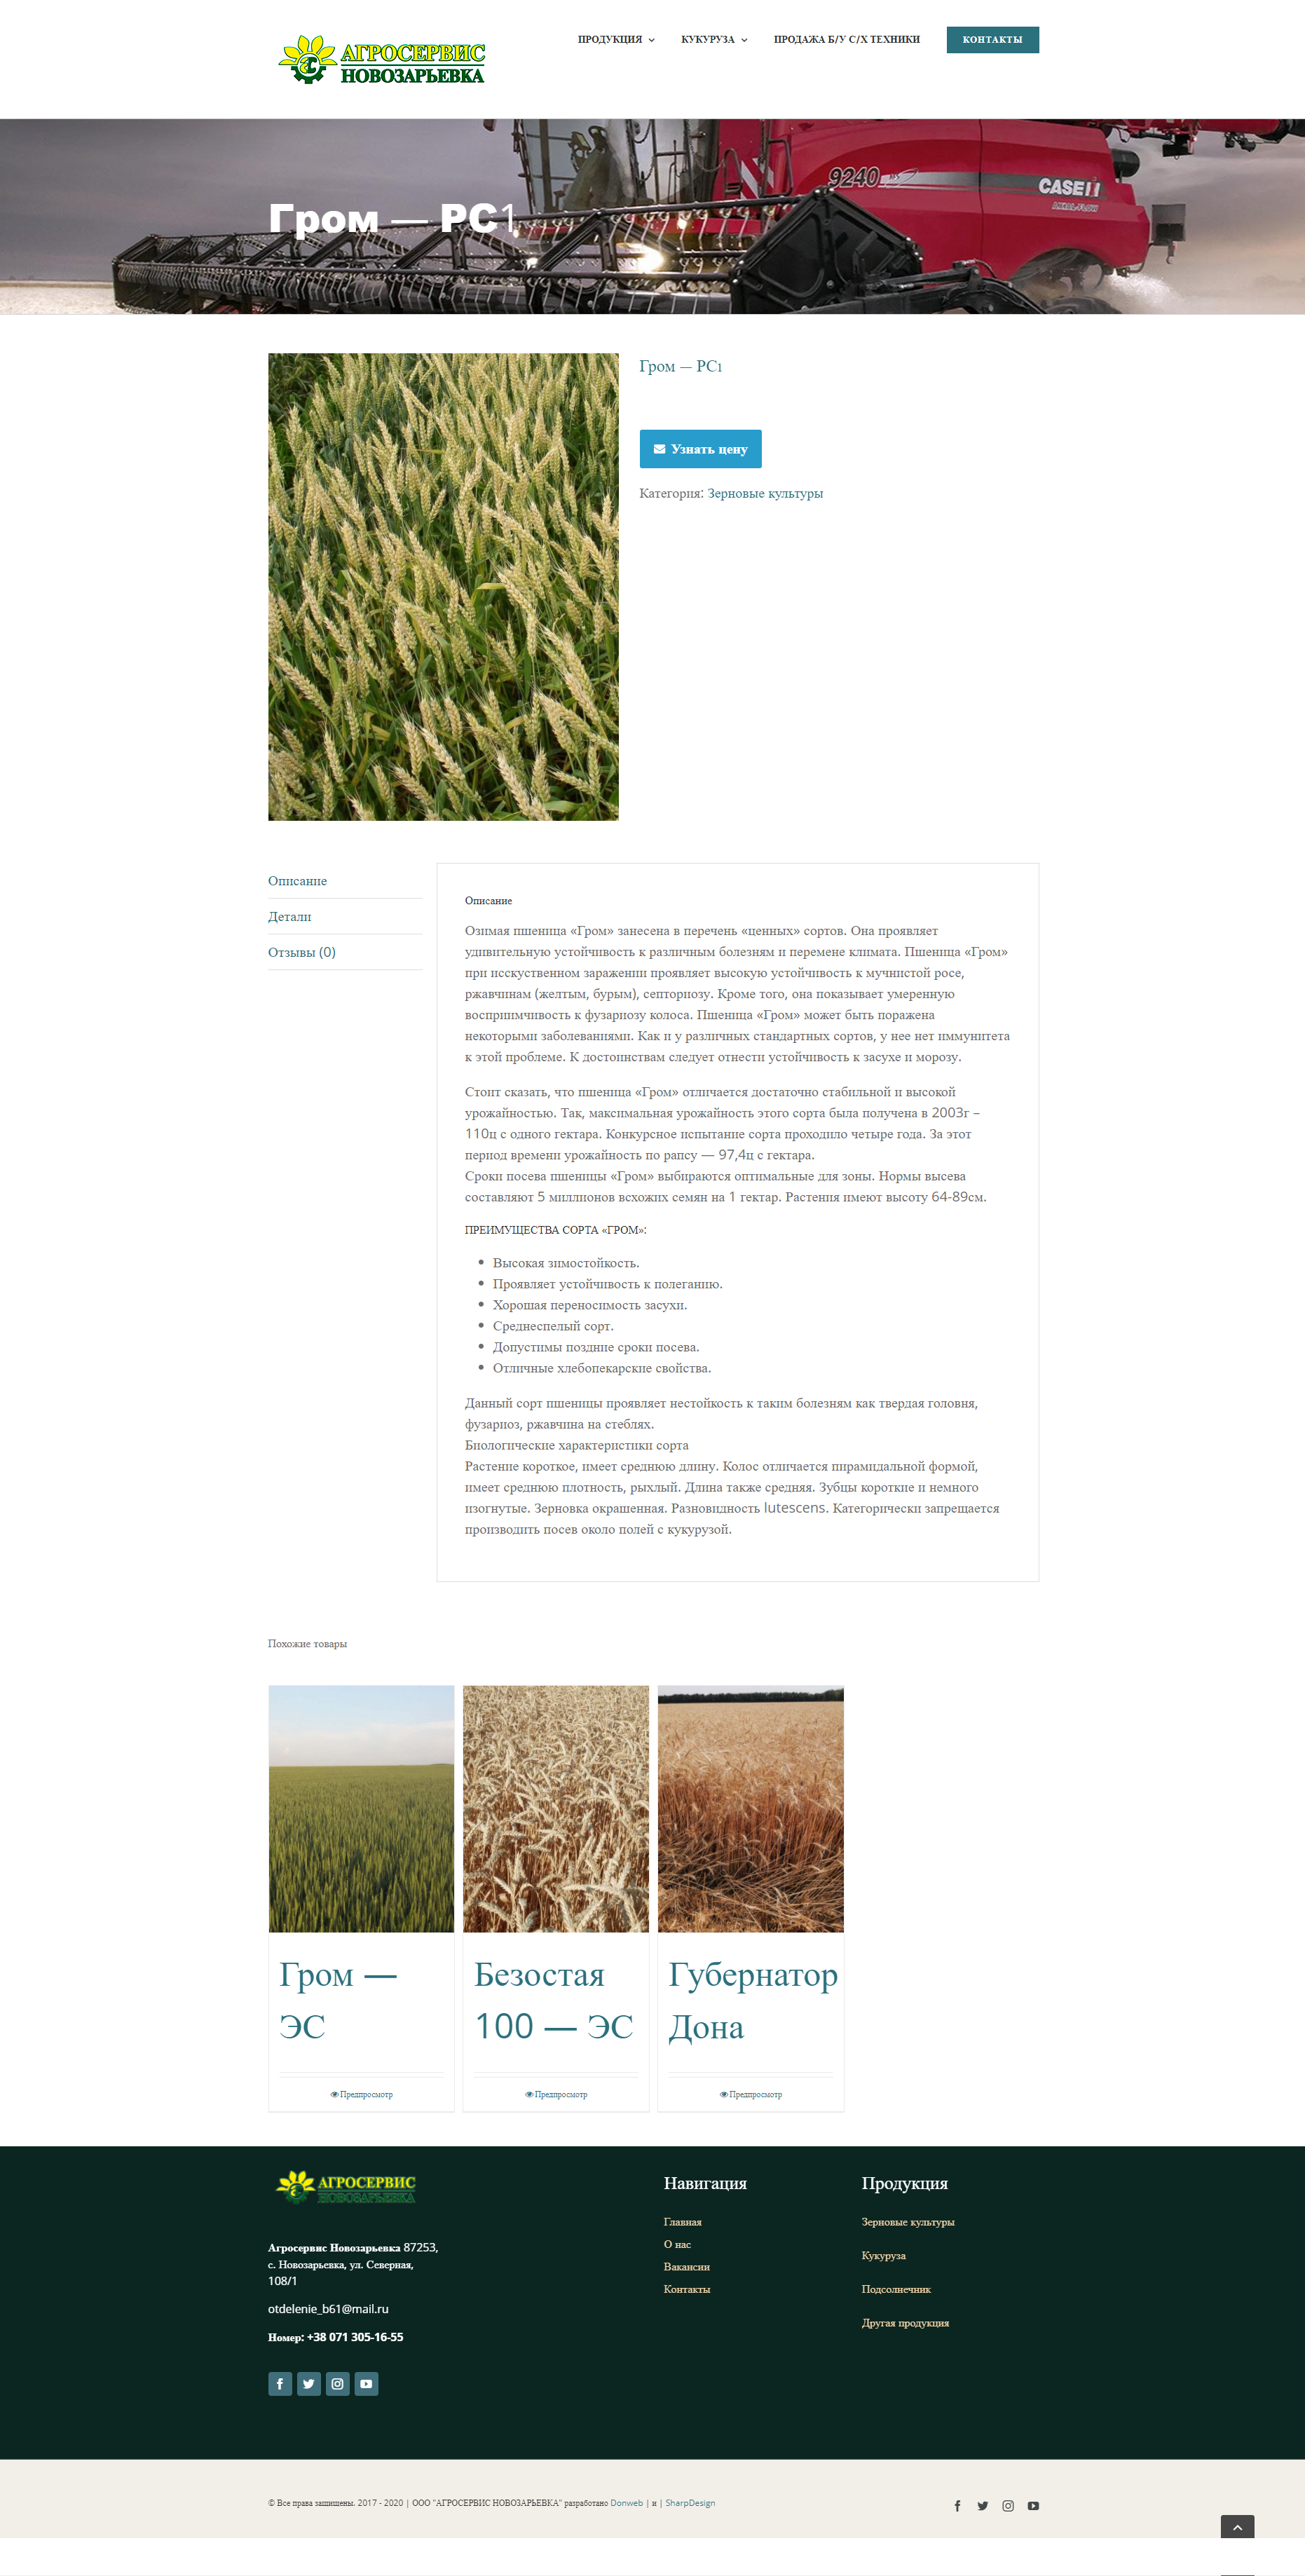 АГРОСЕРВИС
НОВОЗАРЬЕВКА
ПРОДУКЦИЯ КУКУРУЗА ПРОДАЖА Б/У С/Х ТЕХНИКИ КОНТАКТЫ
9240
CASE IH
AXIAL-FLOW
Гром — РС1
Гром — РС1
Узнать цену
Категория: Зерновые культуры
Описание
Детали
Отзывы (0)
Описание
Озимая пшеница «Гром» занесена в перечень «ценных» сортов. Она проявляет
удивительную устойчивость к различным болезням и перемене климата. Пшеница «Гром»
при исскуственном заражении проявляет высокую устойчивость к мучнистой росе,
ржавчинам (желтым, бурым), септориозу. Кроме того, она показывает умеренную
восприимчивость к фузариозу колоса. Пшеница «Гром» может быть поражена
некоторыми заболеваниями. Как и у различных стандартных сортов, у нее нет иммунитета
к этой проблеме. К достоинствам следует отнести устойчивость к засухе и морозу.
Стоит сказать, что пшеница «Гром» отличается достаточно стабильной и высокой
урожайностью. Так, максимальная урожайность этого сорта была получена в 2003г –
110ц с одного гектара. Конкурсное испытание сорта проходило четыре года. За этот
период времени урожайность по рапсу — 97,4ц с гектара.
Сроки посева пшеницы «Гром» выбираются оптимальные для зоны. Нормы высева
составляют 5 миллионов всхожих семян на 1 гектар. Растения имеют высоту 64-89см.
ПРЕИМУЩЕСТВА СОРТА «ГРОМ»:
Высокая зимостойкость.
Проявляет устойчивость к полеганию.
Хорошая переносимость засухи.
Среднеспелый сорт.
Допустимы поздние сроки посева.
Отличные хлебопекарские свойства.
Данный сорт пшеницы проявляет нестойкость к таким болезням как твердая головня,
фузариоз, ржавчина на стеблях.
Биологические характеристики сорта
Растение короткое, имеет среднюю длину. Колос отличается пирамидальной формой,
имеет среднюю плотность, рыхлый. Длина также средняя. Зубцы короткие и немного
изогнутые. Зерновка окрашенная. Разновидность lutescens. Категорически запрещается
производить посев около полей с кукурузой.
Похожие товары
Гром —
ЭС
Предпросмотр
Безостая
100 — ЭС
Предпросмотр
Губернатор
Дона
Предпросмотр
АГРОСЕРВИС
НОВОЗАРЬЕВКА
Агросервис Новозарьевка 87253,
с. Новозарьевка, ул. Северная,
108/1
otdelenie_b61@mail.ru
Номер: +38 071 305-16-55
Навигация
Главная
О нас
Вакансии
Контакты
Продукция
Зерновые культуры
Кукуруза
Подсолнечник
Другая продукция
© Все права защищены. 2017 - 2020 | ООО "АГРОСЕРВИС НОВОЗАРЬЕВКА" разработано Donweb | и | SharpDesign